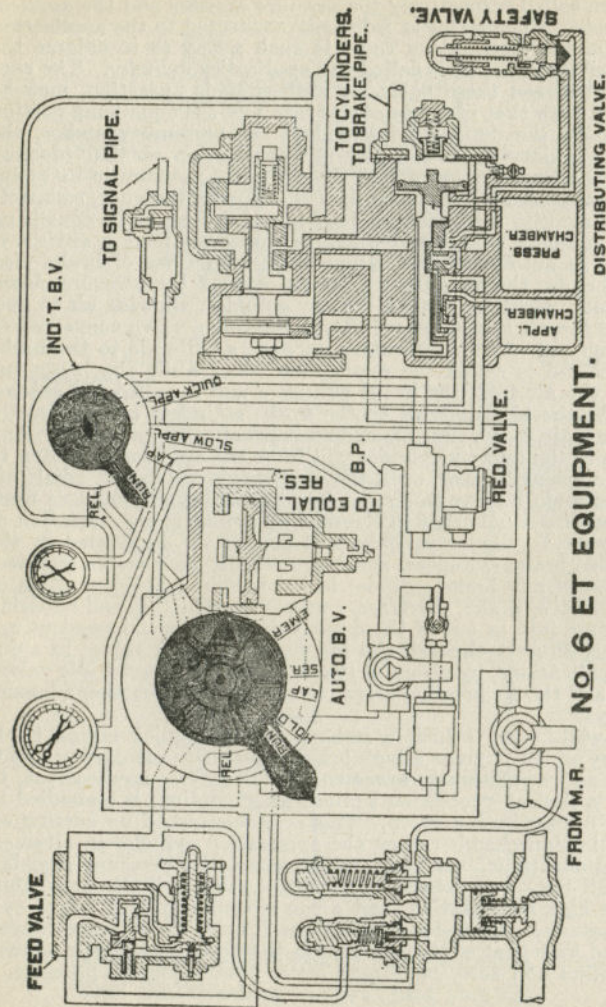 FEED VALVE
IND'T. B.V.
TO SIGNAL PIPE.
SAFETY VALVE.
REL
RUN
LAP
SLOW APPL
QUICK APPL
TO CYLINDERS.
TO BRAKE PIPE.
REL
RUN
HOLD
LAP
SER.
EMER
AUTO. B.V.
TO EQUAL.
RES.
B.P.
RED. VALVE.
APPL:
CHAMBER.
PRESS.
CHAMBER.
DISTRIBUTING VALVE.
FROM M.R.
No. 6 ET EQUIPMENT.